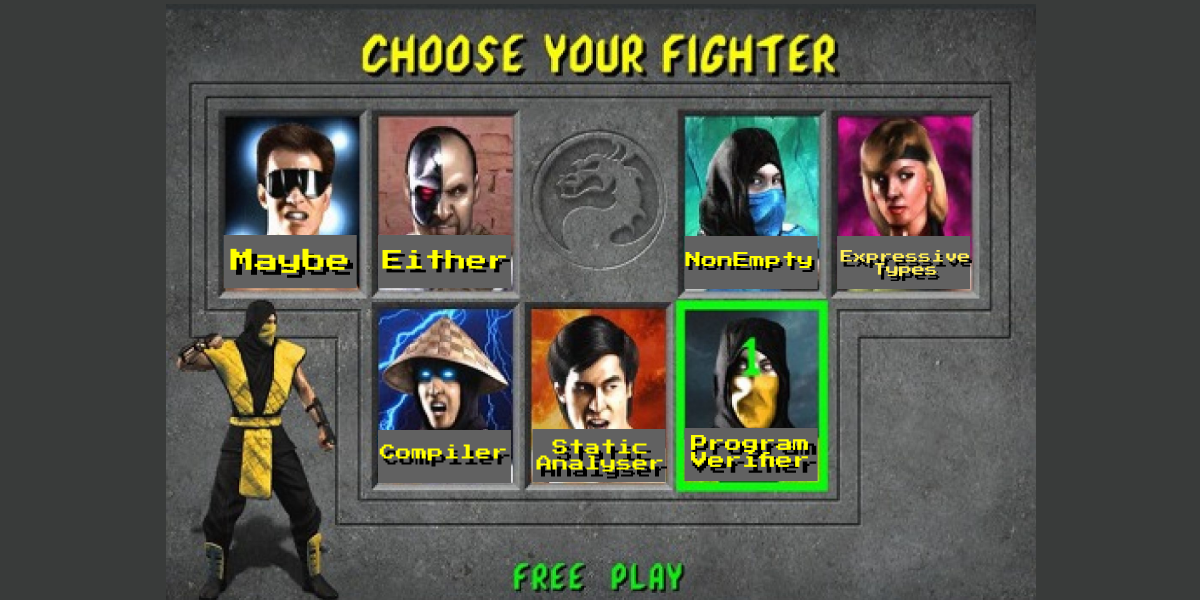 CHOOSE YOUR FIGHTER
Maybe
Either
NonEmpty
Expressive
Types
Compiler
Static
Analyser
1
Program
Verifier
FREE PLAY